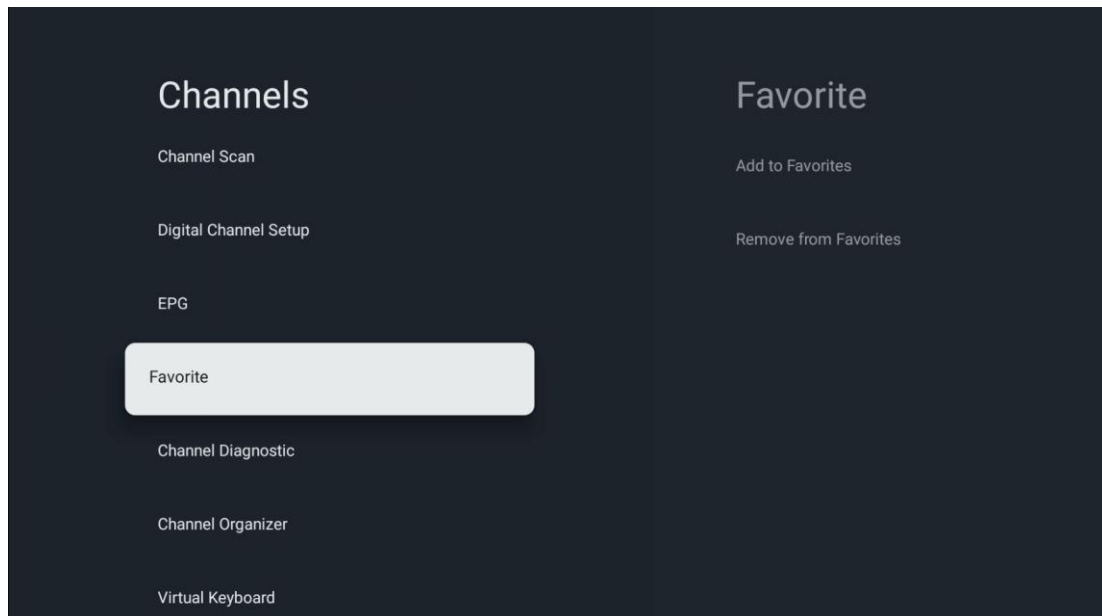 Channels
Channel Scan
Digital Channel Setup
EPG
Favorite
Channel Diagnostic
Channel Organizer
Virtual Keyboard
Favorite
Add to Favorites
Remove from Favorites